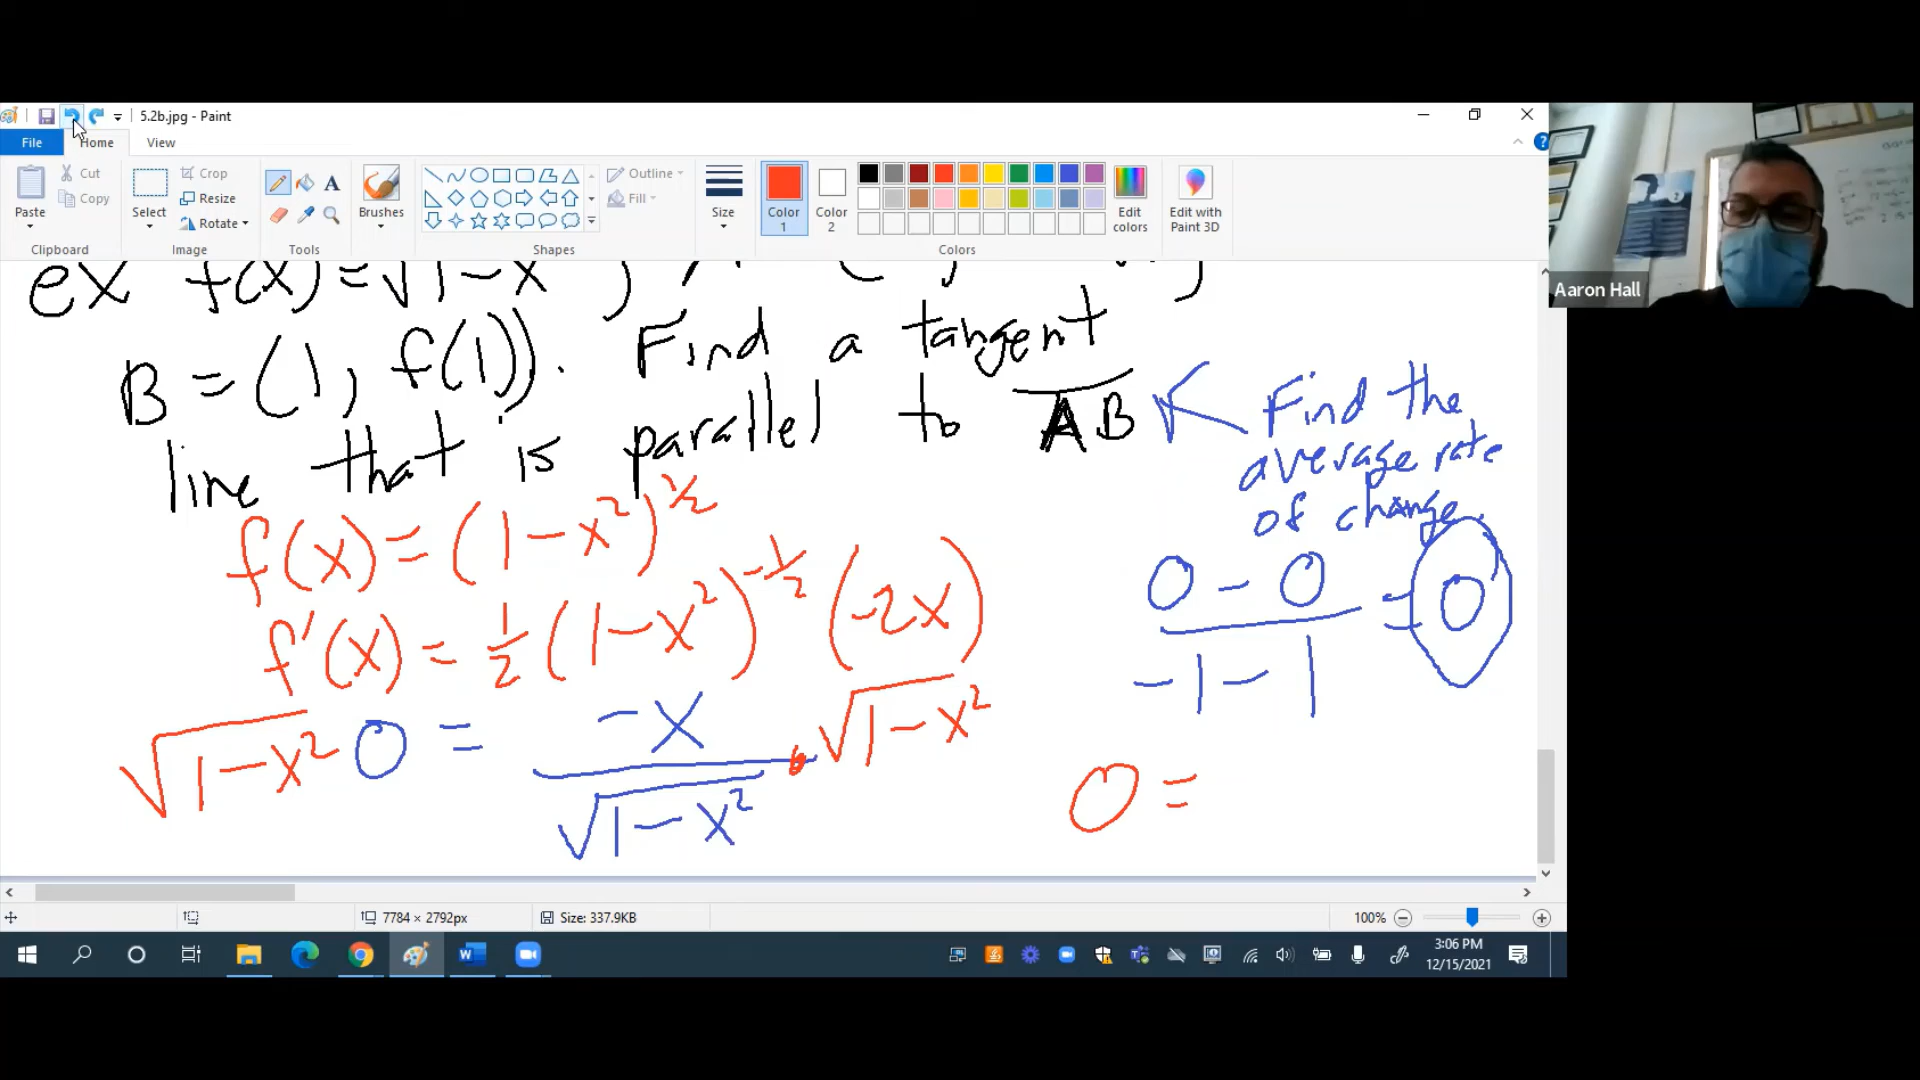 5.2b.jpg - Paint
File Home View
Paste Cut Copy Clipboard
Select Crop Resize Rotate Image
Tools
Brushes
Outline Fill Shapes
Size
Color 1 Color 2 Edit colors Edit with Paint 3D Colors
Aaron Hall
ex f(x)=√1-x
B = (1, f(1)). Find a tangent
line that is parallel to AB
Find the
average rate
of change
f(x) = (1-x²)^1/2
f'(x) = 1/2 (1-x²)^-1/2 (-2x)
√1-x² 0 = -x / √1-x² · √1-x²
0 - 0 / -1 - 1 = 0
0 =
7784 × 2792px Size: 337.9KB 100%
3:06 PM
12/15/2021